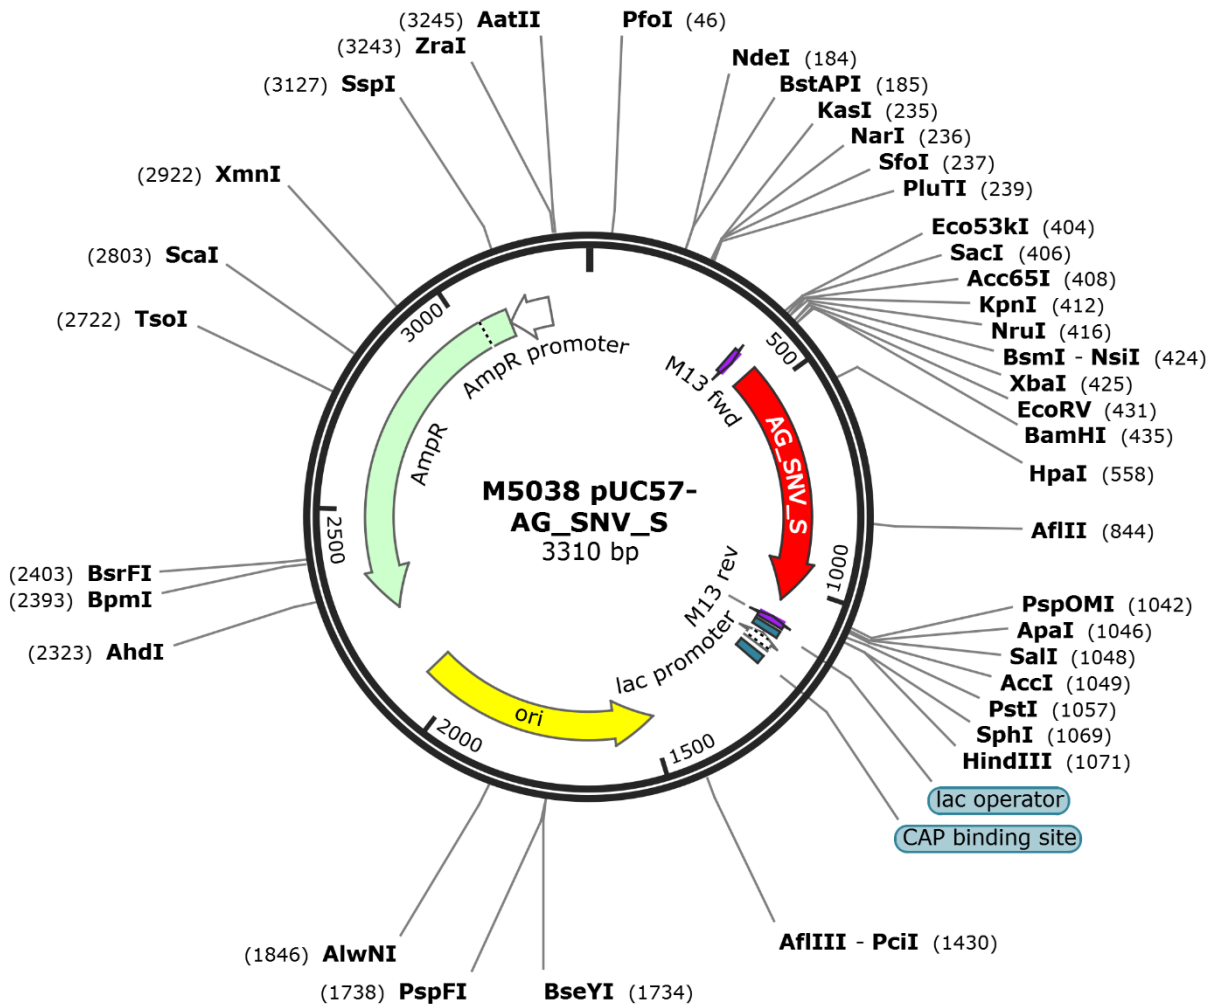 (3245) AatII
PfoI (46)
(3243) ZraI
NdeI (184)
(3127) SspI
BstAPI (185)
KasI (235)
NarI (236)
SfoI (237)
(2922) XmnI
PluTI (239)
Eco53kI (404)
(2803) ScaI
SacI (406)
Acc65I (408)
KpnI (412)
(2722) TsoI
NruI (416)
BsmI - NsiI (424)
XbaI (425)
EcoRV (431)
BamHI (435)
HpaI (558)
AflII (844)
(2403) BsrFI
(2393) BpmI
(2323) AhdI
PspOMI (1042)
ApaI (1046)
SalI (1048)
AccI (1049)
PstI (1057)
SphI (1069)
HindIII (1071)
lac operator
CAP binding site
AflIII - PciI (1430)
(1846) AlwNI
(1738) PspFI
BseYI (1734)
500
1000
1500
2000
2500
3000
AmpR promoter
AmpR
M13 fwd
AG_SNV_S
M13 rev
lac promoter
ori
M5038 pUC57-
AG_SNV_S
3310 bp